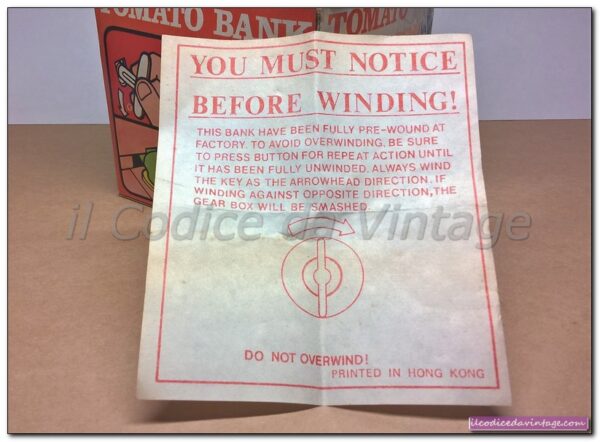 TOMATO BANK
TOMATO
YOU MUST NOTICE
BEFORE WINDING!
THIS BANK HAVE BEEN FULLY PRE-WOUND AT
FACTORY. TO AVOID OVERWINDING, BE SURE
TO PRESS BUTTON FOR REPEAT ACTION UNTIL
IT HAS BEEN FULLY UNWINDED. ALWAYS WIND
THE KEY AS THE ARROWHEAD DIRECTION. IF
WINDING AGAINST OPPOSITE DIRECTION, THE
GEAR BOX WILL BE SMASHED.
il Codice da Vintage
DO NOT OVERWIND!
PRINTED IN HONG KONG
ilcodicedavintage.com